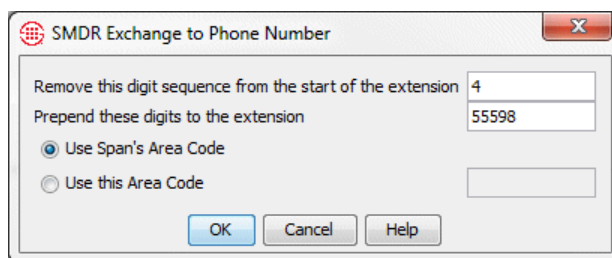 SMDR Exchange to Phone Number
Remove this digit sequence from the start of the extension 4
Prepend these digits to the extension 55598
Use Span's Area Code
Use this Area Code
OK Cancel Help